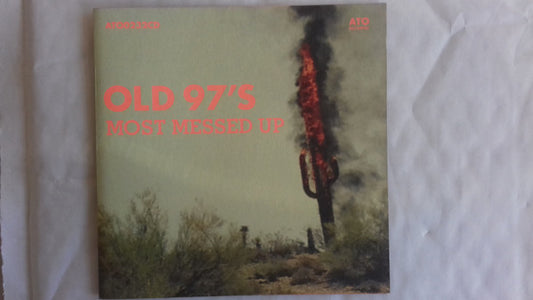 ATO
OLD 97'S
MOST MESSED UP